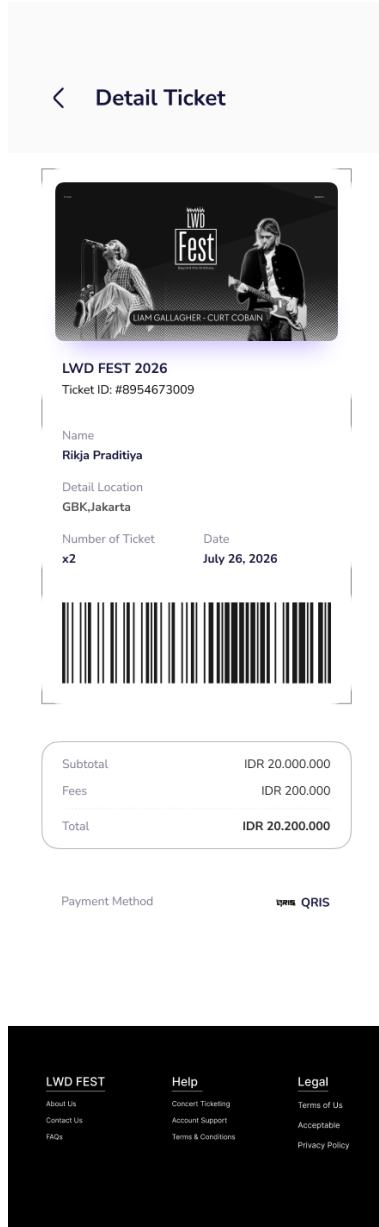 Detail Ticket
LWD
Fest
LIAM GALLAGHER - CURT COBAIN
LWD FEST 2026
Ticket ID: #8954673009
Name
Rikja Praditiya
Detail Location
GBK,Jakarta
Number of Ticket Date
x2 July 26, 2026
Subtotal IDR 20.000.000
Fees IDR 200.000
Total IDR 20.200.000
Payment Method QRIS QRIS
LWD FEST Help Legal
About Us Concert Ticketing Terms of Us
Contact Us Account Support Acceptable
FAQs Terms & Conditions Privacy Policy